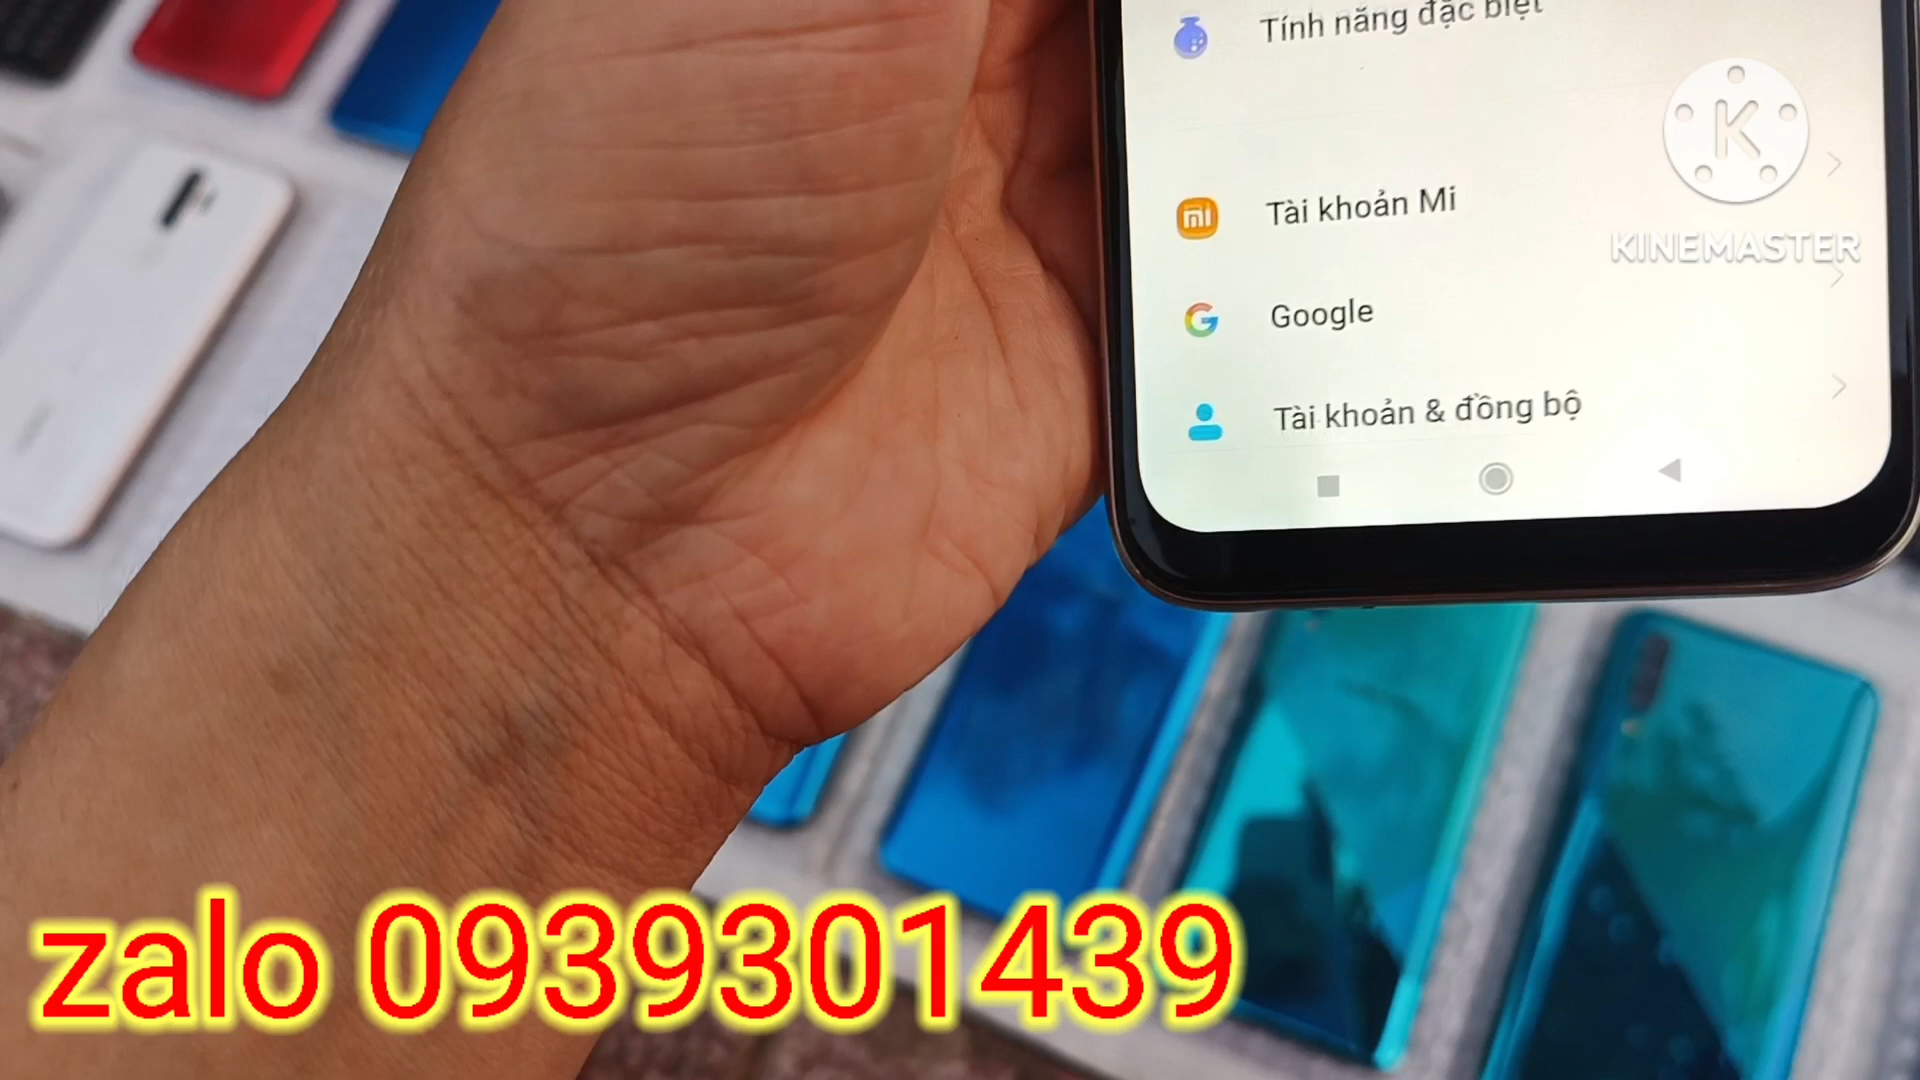 Tính năng đặc biệt
Tài khoản Mi
Google
Tài khoản & đồng bộ
K
KINEMASTER
zalo 0939301439